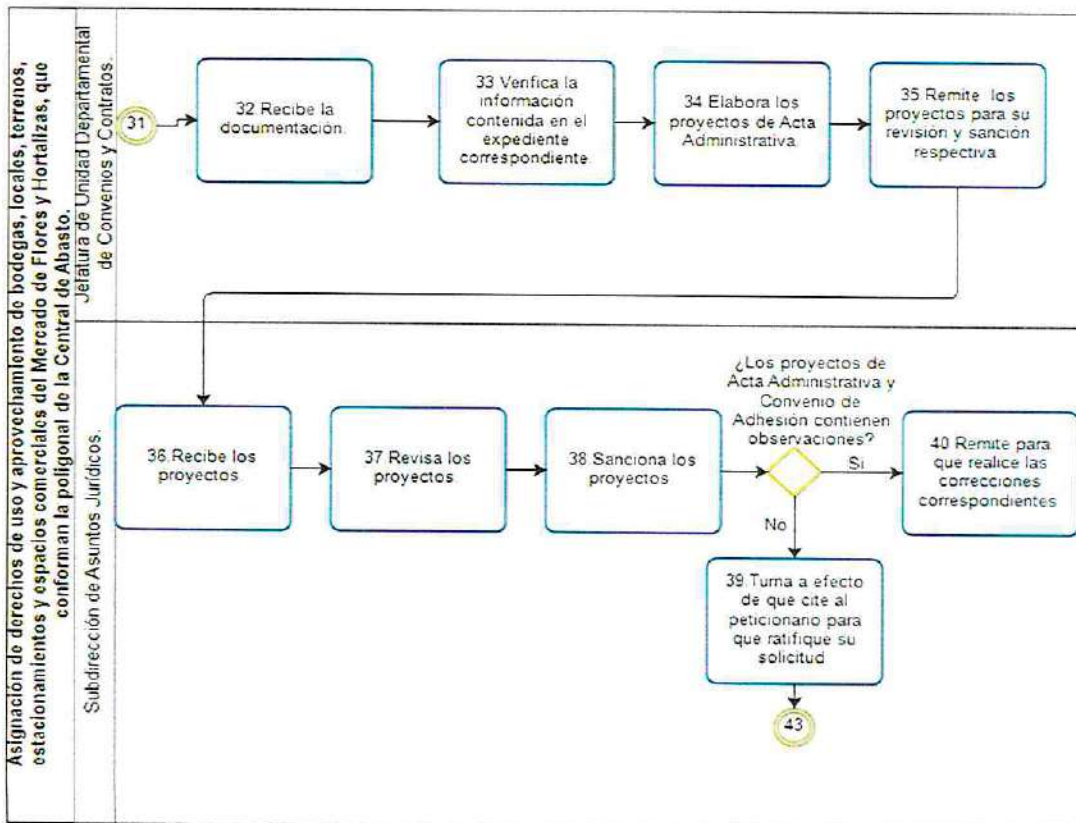 Asignación de derechos de uso y aprovechamiento de bodegas, locales, terrenos,
estacionamientos y espacios comerciales del Mercado de Flores y Hortalizas, que
conforman la poligonal de la Central de Abasto.
Jefatura de Unidad Departamental
de Convenios y Contratos.
31
32.Recibe la
documentación.
33.Verifica la
información
contenida en el
expediente
correspondiente
34 Elabora los
proyectos de Acta
Administrativa
35.Remite los
proyectos para su
revisión y sanción
respectiva
Subdirección de Asuntos Jurídicos.
36.Recibe los
proyectos
37.Revisa los
proyectos
38.Sanciona los
proyectos
¿Los proyectos de
Acta Administrativa y
Convenio de
Adhesión contienen
observaciones?
Si
No
40.Remite para
que realice las
correcciones
correspondientes
39.Turna a efecto
de que cite al
peticionario para
que ratifique su
solicitud
43